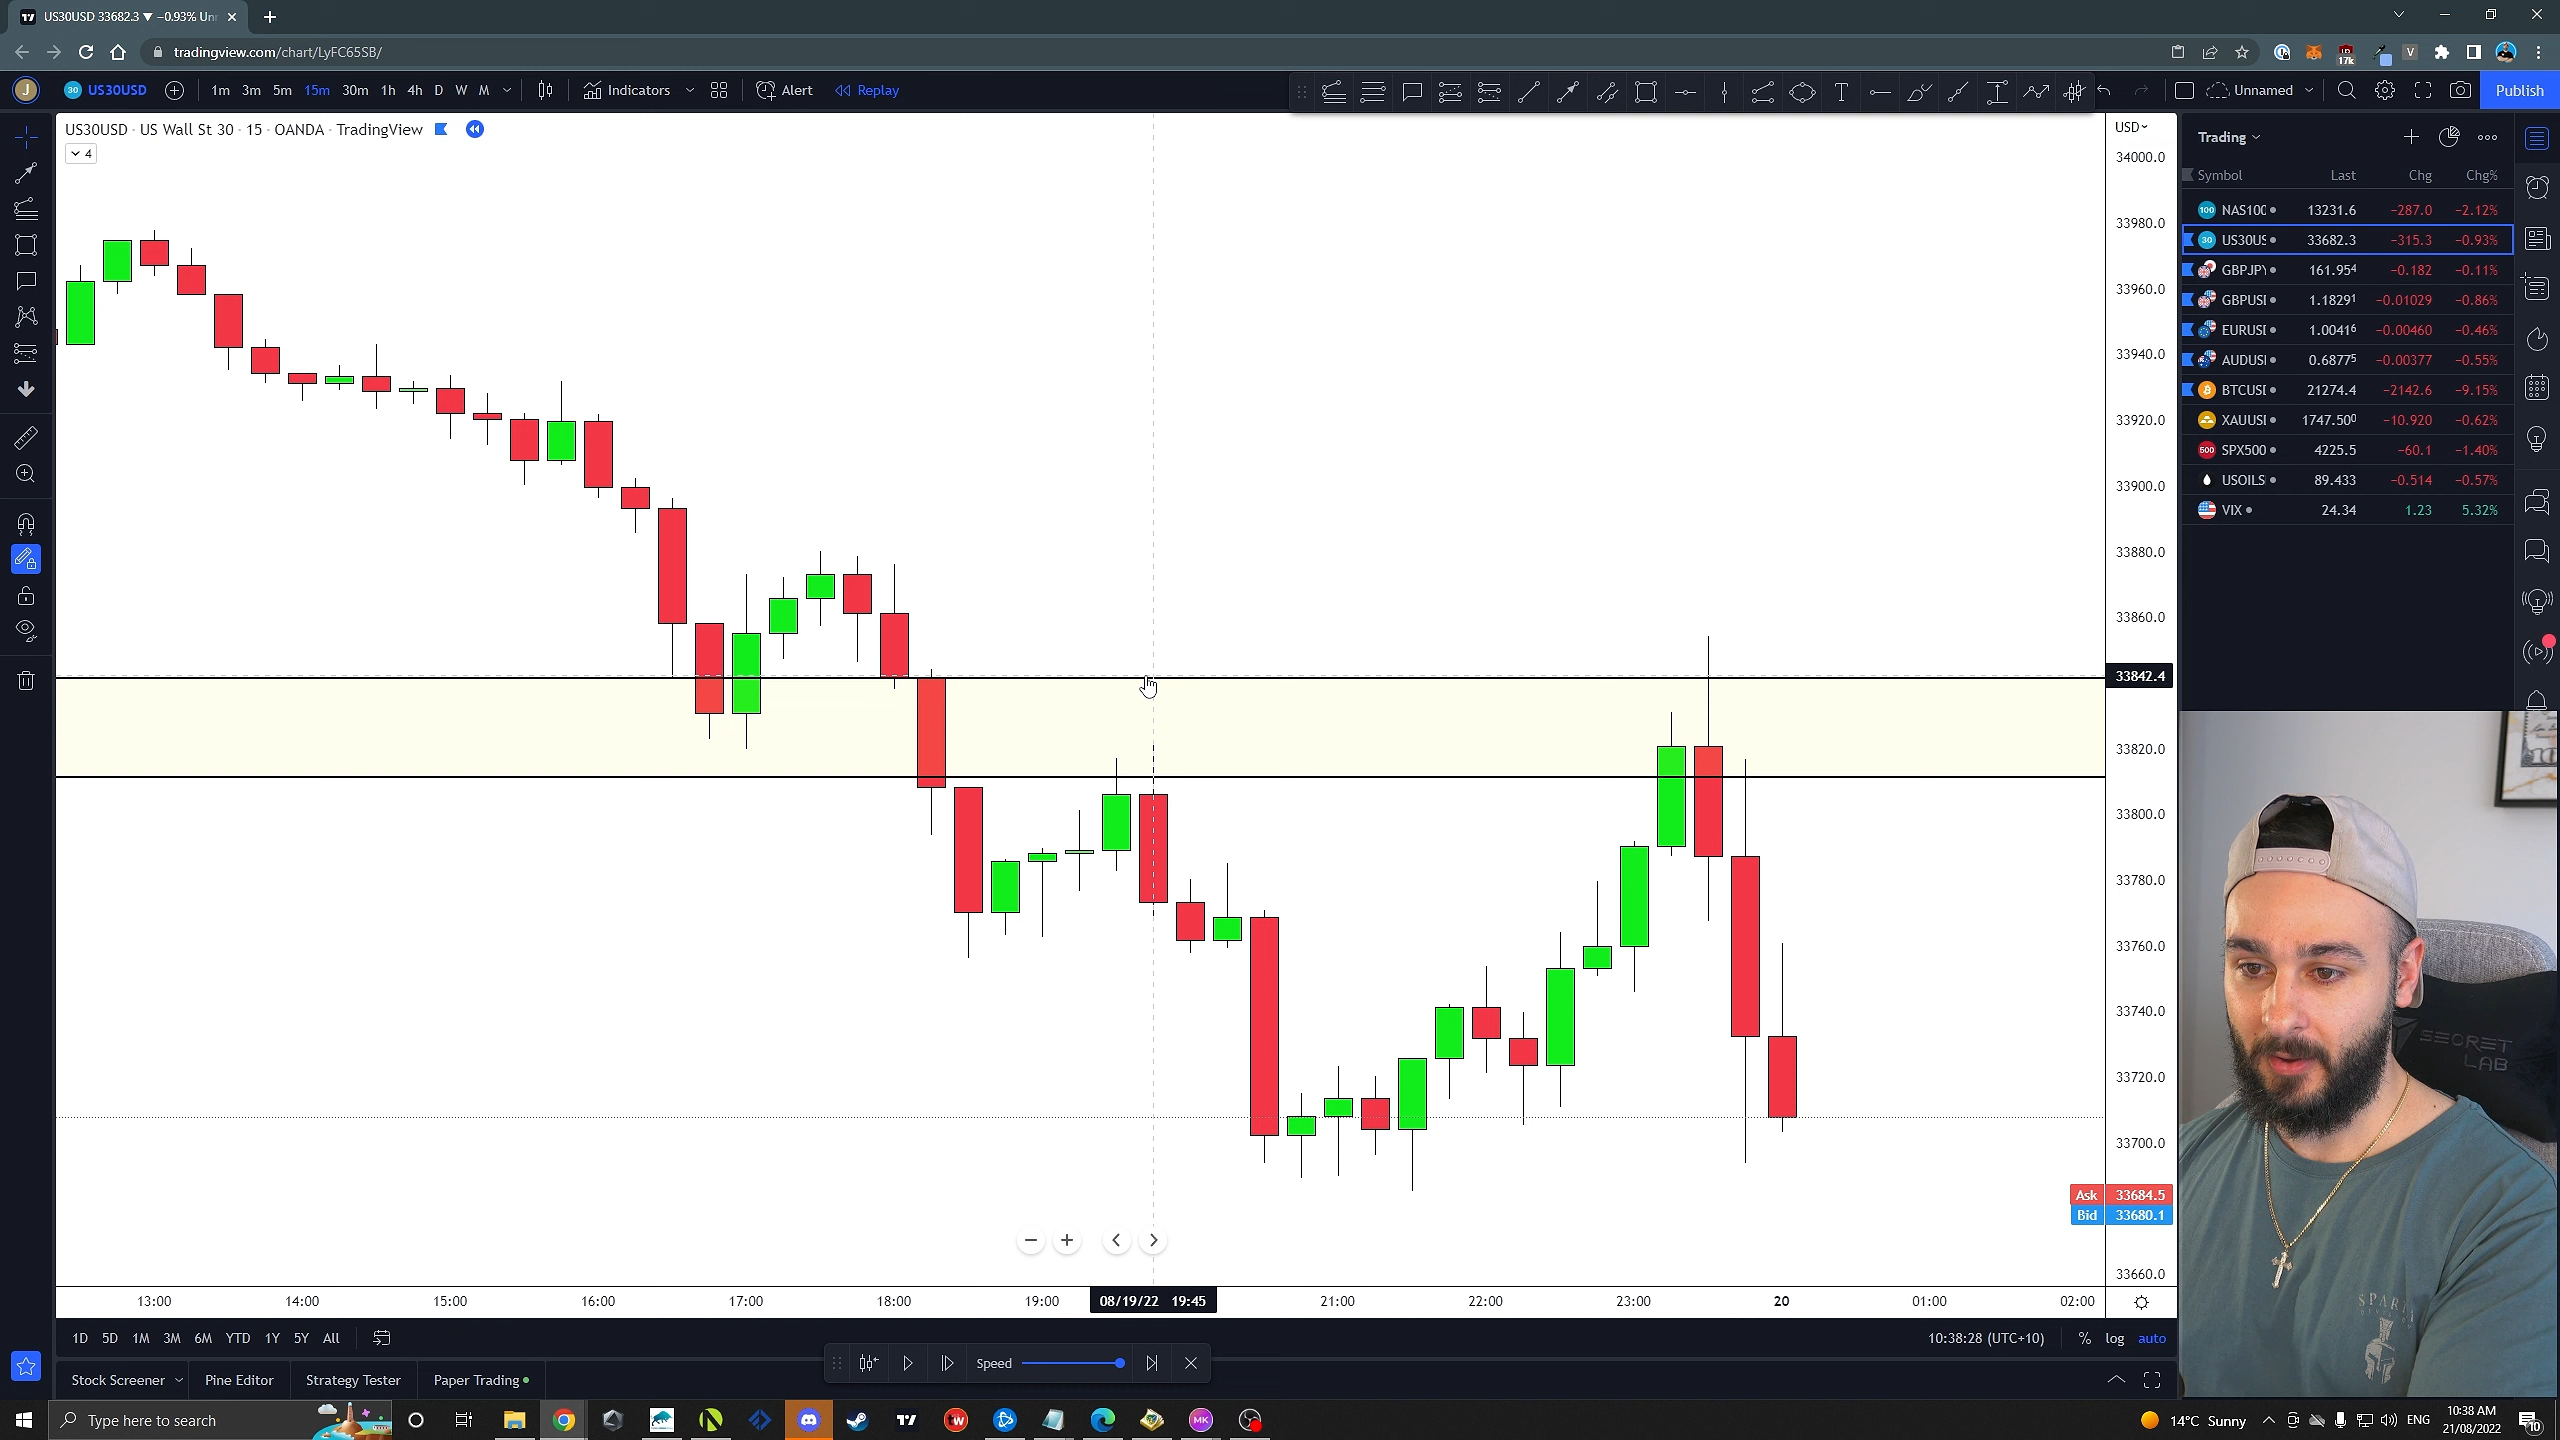 US30USD 33682.3 ▼ −0.93% Un
tradingview.com/chart/LyFC65SB/
17k
J
30 US30USD 1m 3m 5m 15m 30m 1h 4h D W M Indicators Alert Replay Unnamed Publish
US30USD · US Wall St 30 · 15 · OANDA · TradingView
4
USD
34000.0
33980.0
33960.0
33940.0
33920.0
33900.0
33880.0
33860.0
33842.4
33820.0
33800.0
33780.0
33760.0
33740.0
33720.0
33700.0
Ask 33684.5
Bid 33680.1
33660.0
13:00 14:00 15:00 16:00 17:00 18:00 19:00 08/19/22 19:45 21:00 22:00 23:00 20 01:00 02:00
1D 5D 1M 3M 6M YTD 1Y 5Y All 10:38:28 (UTC+10) % log auto
Speed
Stock Screener Pine Editor Strategy Tester Paper Trading
Trading
Symbol Last Chg Chg%
100 NAS100 13231.6 −287.0 −2.12%
30 US30US 33682.3 −315.3 −0.93%
GBPJPY 161.954 −0.182 −0.11%
GBPUSD 1.18291 −0.01029 −0.86%
EURUSD 1.00416 −0.00460 −0.46%
AUDUSD 0.68775 −0.00377 −0.55%
BTCUSD 21274.4 −2142.6 −9.15%
XAUUSD 1747.500 −10.920 −0.62%
500 SPX500 4225.5 −60.1 −1.40%
USOILS 89.433 −0.514 −0.57%
VIX 24.34 1.23 5.32%
SECRET
LAB
SPART
Type here to search
14°C Sunny ENG 10:38 AM
21/08/2022
10